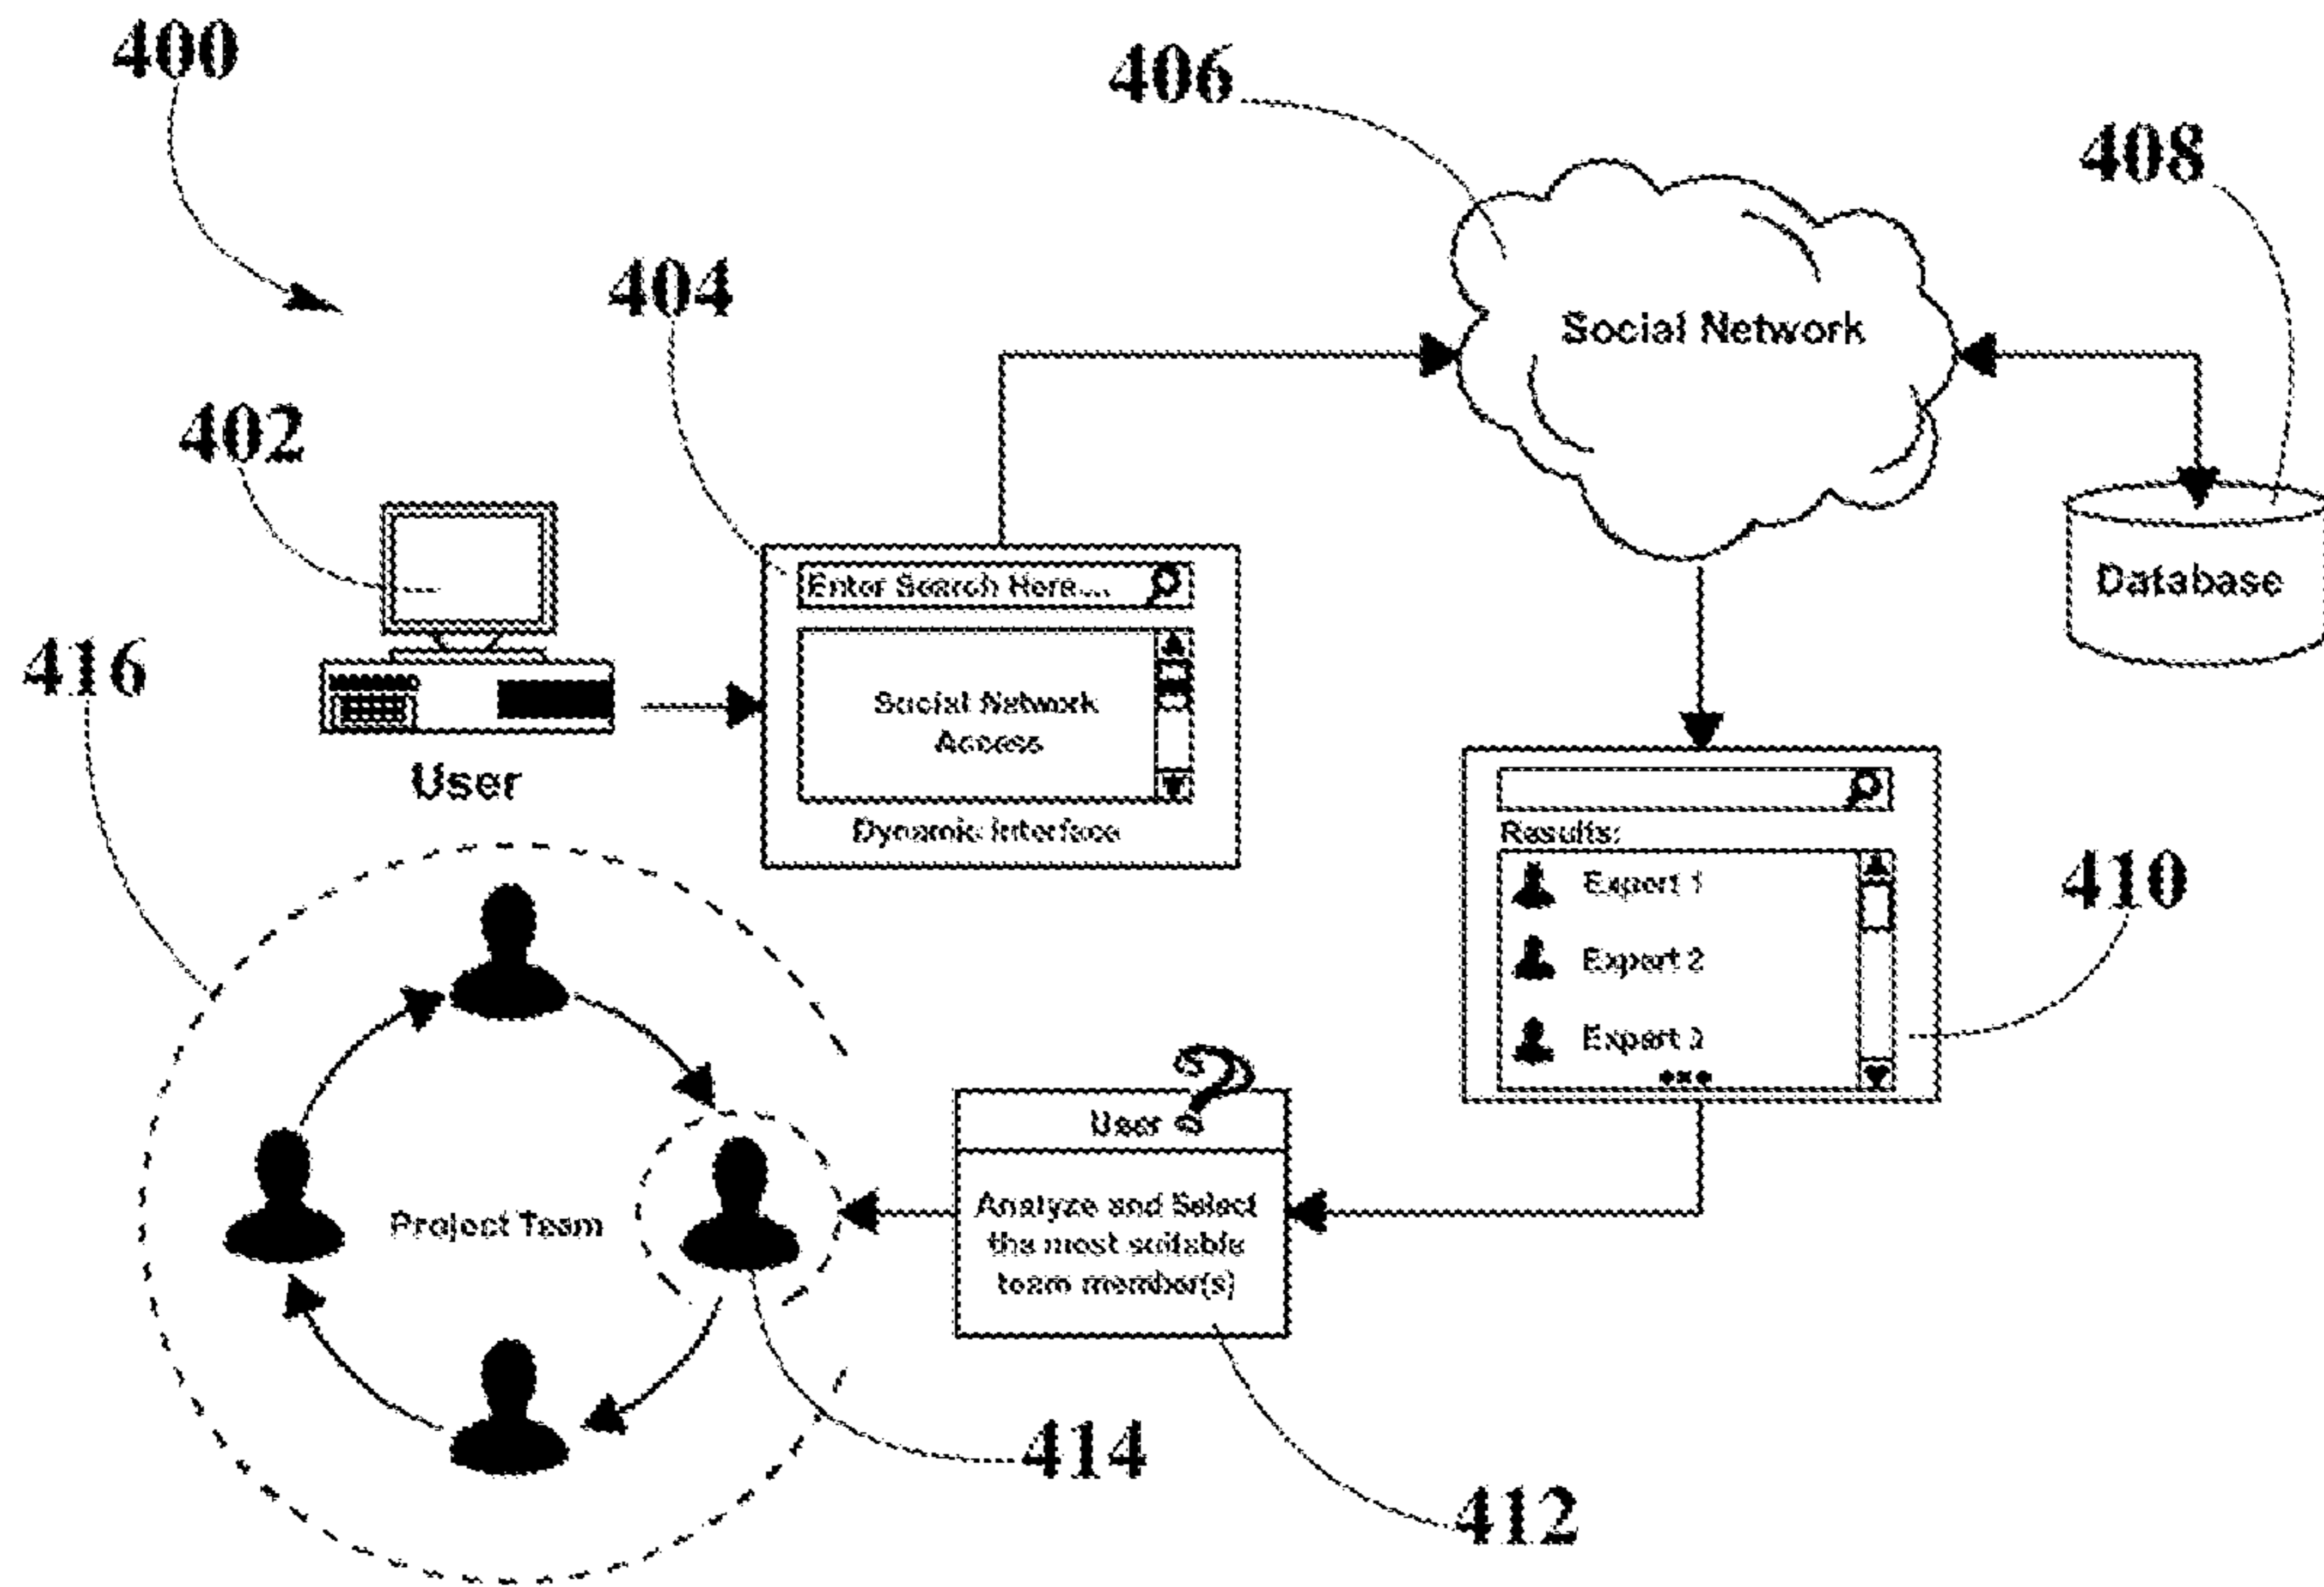 400
406
408
404
Social Network
402
Enter Search Here...
Database
416
Social Network
Access
User
Dynamic Interface
Results:
Expert 1
410
Expert 2
Expert 3
User ?
Project Team
Analyze and Select
the most suitable
team member(s)
414
412